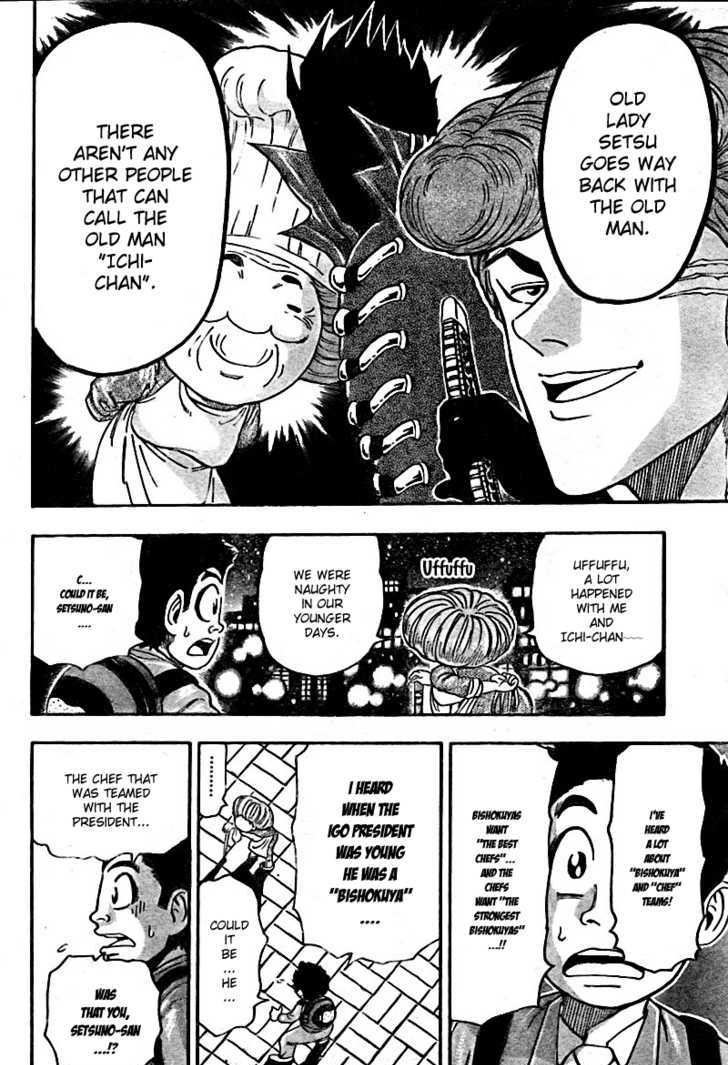 OLD
LADY
SETSU
GOES WAY
BACK WITH
THE OLD
MAN.
THERE
AREN'T ANY
OTHER PEOPLE
THAT CAN
CALL THE
OLD MAN
"ICHI-
CHAN".
UFFUFFU,
A LOT
HAPPENED
WITH ME
AND
ICHI-CHAN~~
Uffuffu
WE WERE
NAUGHTY
IN OUR
YOUNGER
DAYS.
C...
COULD IT BE,
SETSUNO-SAN
....
I'VE
HEARD
A LOT
ABOUT
"BISHOKUYA"
AND "CHEF"
TEAMS!
BISHOKUYAS
WANT
"THE BEST
CHEFS"...
AND THE
CHEFS
WANT "THE
STRONGEST
BISHOKUYAS"
...!!
I HEARD
WHEN THE
IGO PRESIDENT
WAS YOUNG
HE WAS A
"BISHOKUYA"
....
........
COULD
IT
BE
...
HE
...
THE CHEF THAT
WAS TEAMED
WITH THE
PRESIDENT...
WAS
THAT YOU,
SETSUNO-SAN
...!?